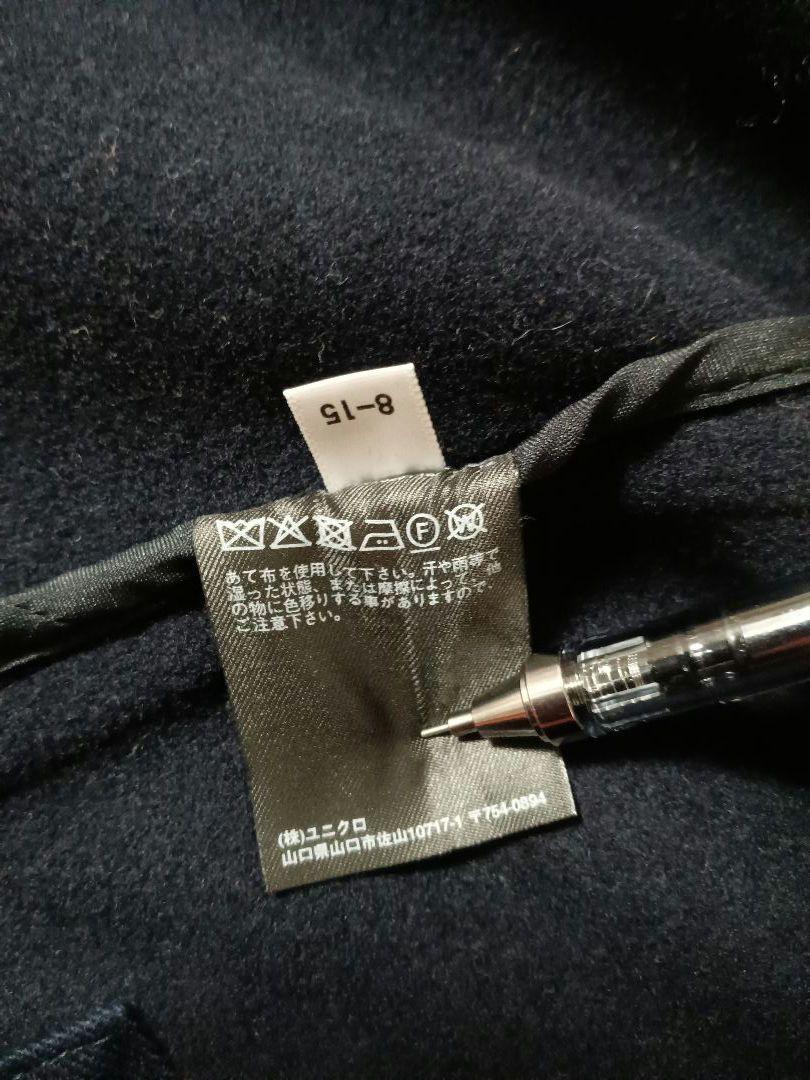 8-15
F W
あて布を使用して下さい。汗や雨等で
湿った状態、または摩擦によって、他
の物に色移りする事がありますので、
ご注意下さい。
(株)ユニクロ
山口県山口市佐山10717-1 〒754-0894